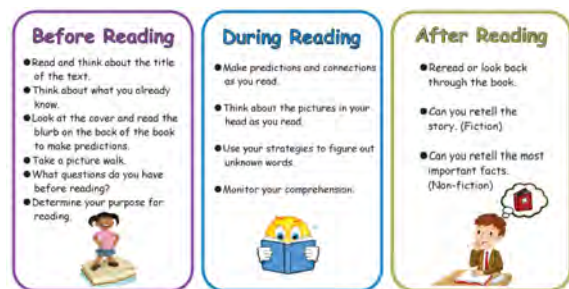 Before Reading
●Read and think about the title
of the text.
●Think about what you already
know.
●Look at the cover and read the
blurb on the back of the book
to make predictions.
●Take a picture walk.
●What questions do you have
before reading?
●Determine your purpose for
reading.
During Reading
●Make predictions and connections
as you read.
●Think about the pictures in your
head as you read.
●Use your strategies to figure out
unknown words.
●Monitor your comprehension.
After Reading
●Reread or look back
through the book.
●Can you retell the
story. (Fiction)
●Can you retell the most
important facts.
(Non-fiction)